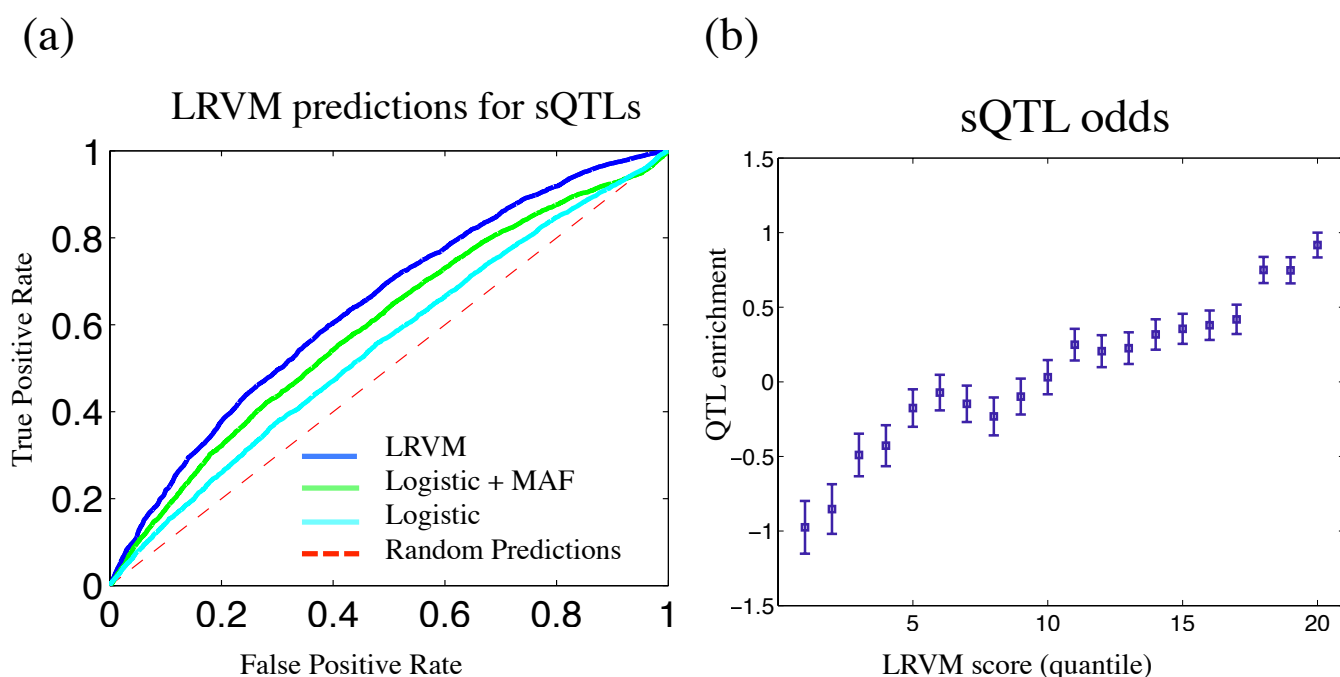 (a)
LRVM predictions for sQTLs
1
0.8
0.6
0.4
0.2
0
0 0.2 0.4 0.6 0.8 1
True Positive Rate
False Positive Rate
LRVM
Logistic + MAF
Logistic
Random Predictions
(b)
sQTL odds
1.5
1
0.5
0
−0.5
−1
−1.5
5 10 15 20
QTL enrichment
LRVM score (quantile)